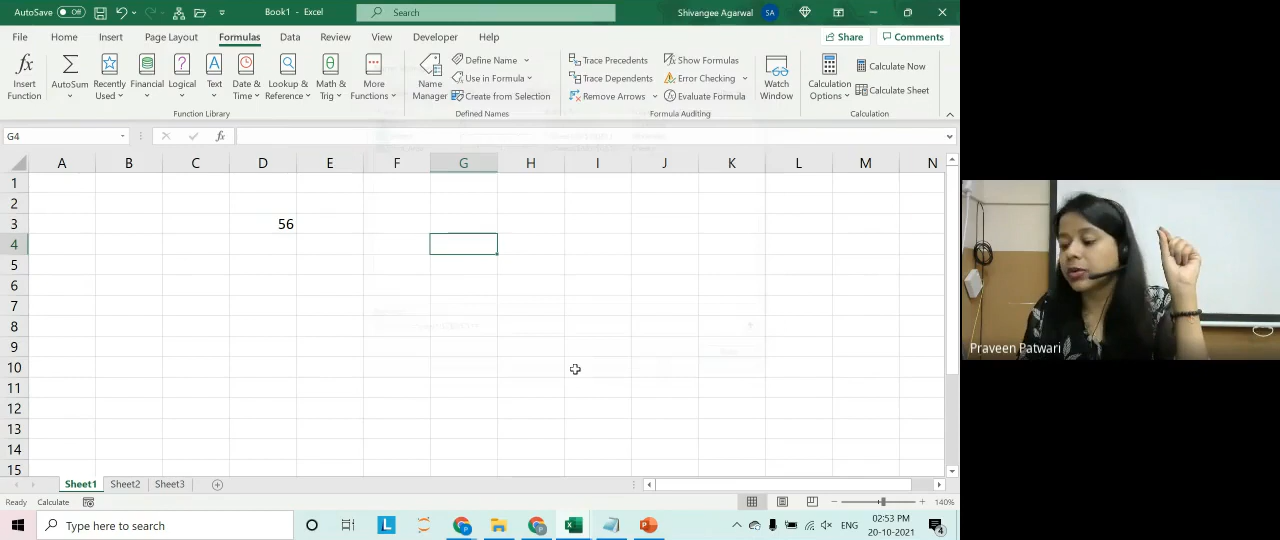 AutoSave Off Book1 - Excel Search Shivangee Agarwal SA
File Home Insert Page Layout Formulas Data Review View Developer Help Share Comments
Insert Function
AutoSum
Recently Used
Financial
Logical
Text
Date & Time
Lookup & Reference
Math & Trig
More Functions
Function Library
Name Manager
Define Name
Use in Formula
Create from Selection
Defined Names
Trace Precedents
Trace Dependents
Remove Arrows
Show Formulas
Error Checking
Evaluate Formula
Formula Auditing
Watch Window
Calculation Options
Calculate Now
Calculate Sheet
Calculation
G4 fx
A B C D E F G H I J K L M N
1
2
3 56
4
5
6
7
8
9
10
11
12
13
14
15
Praveen Patwari
Sheet1 Sheet2 Sheet3
Ready Calculate 140%
Type here to search L P P ENG 02:53 PM
20-10-2021 4